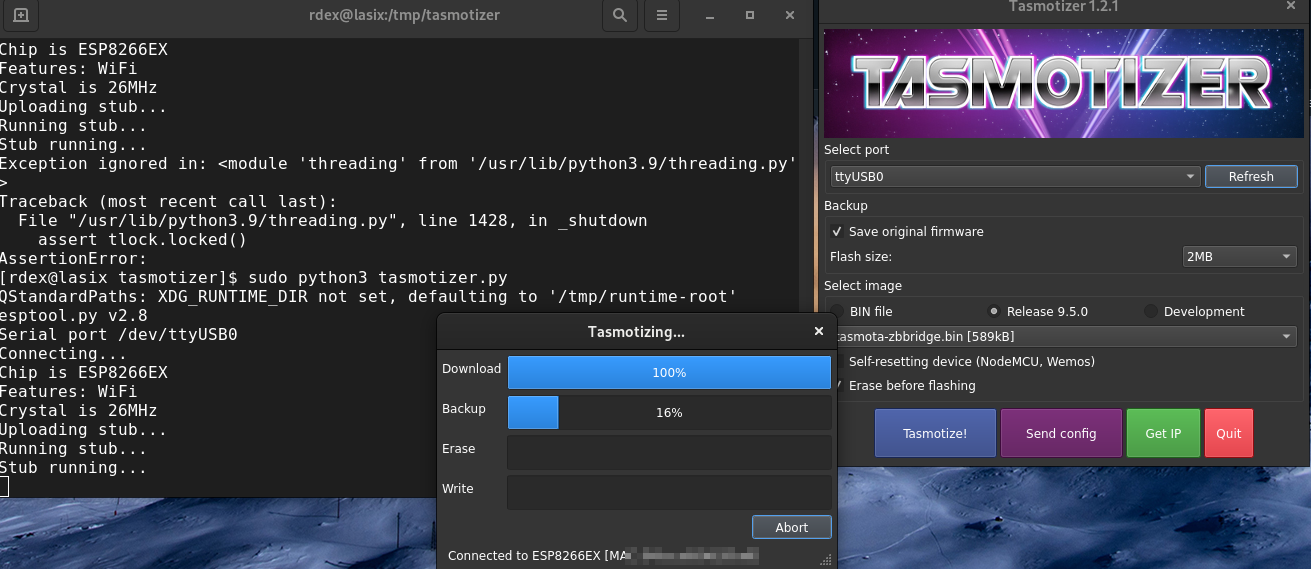 rdex@lasix:/tmp/tasmotizer
Chip is ESP8266EX
Features: WiFi
Crystal is 26MHz
Uploading stub...
Running stub...
Stub running...
Exception ignored in: <module 'threading' from '/usr/lib/python3.9/threading.py'
>
Traceback (most recent call last):
File "/usr/lib/python3.9/threading.py", line 1428, in _shutdown
assert tlock.locked()
AssertionError:
[rdex@lasix tasmotizer]$ sudo python3 tasmotizer.py
QStandardPaths: XDG_RUNTIME_DIR not set, defaulting to '/tmp/runtime-root'
esptool.py v2.8
Serial port /dev/ttyUSB0
Connecting...
Chip is ESP8266EX
Features: WiFi
Crystal is 26MHz
Uploading stub...
Running stub...
Stub running...
Tasmotizing...
Download 100%
Backup 16%
Erase
Write
Abort
Connected to ESP8266EX [MA
Tasmotizer 1.2.1
TASMOTIZER
Select port
ttyUSB0 Refresh
Backup
Save original firmware
Flash size: 2MB
Select image
BIN file Release 9.5.0 Development
tasmota-zbbridge.bin [589kB]
Self-resetting device (NodeMCU, Wemos)
Erase before flashing
Tasmotize! Send config Get IP Quit